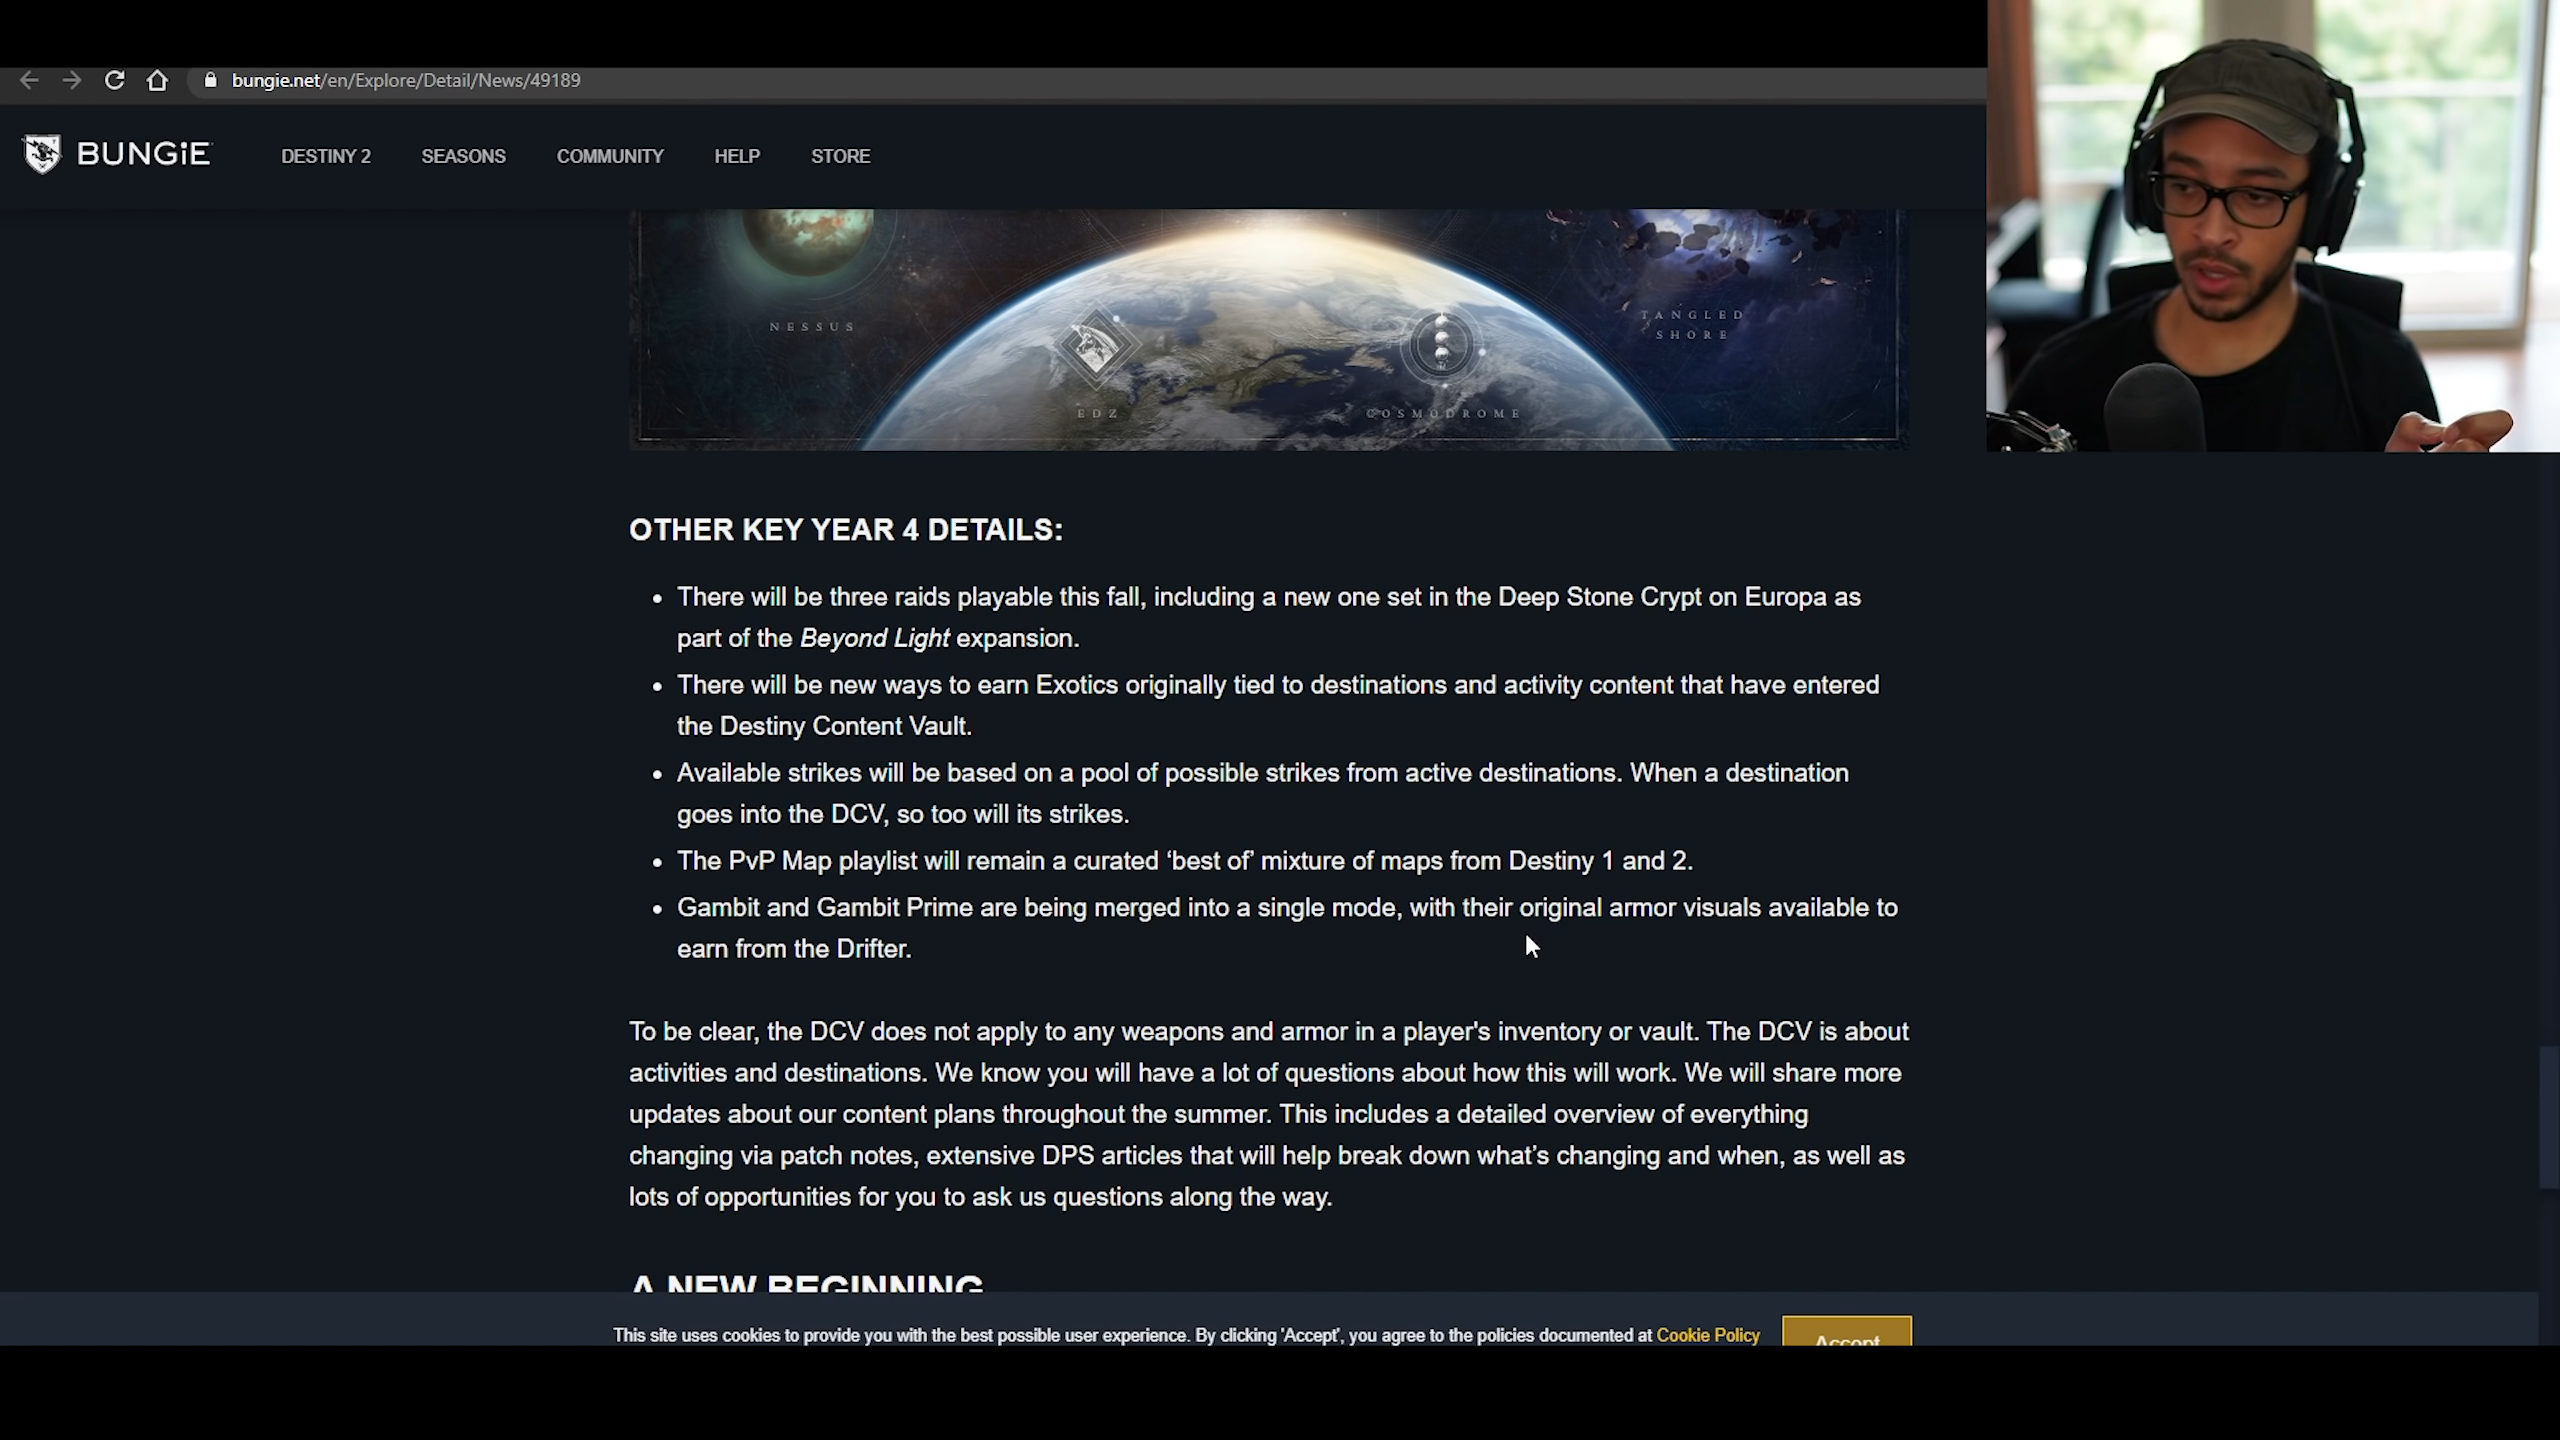 bungie.net/en/Explore/Detail/News/49189
BUNGiE DESTINY 2 SEASONS COMMUNITY HELP STORE
NESSUS
TANGLED
SHORE
EDZ
COSMODROME
OTHER KEY YEAR 4 DETAILS:
• There will be three raids playable this fall, including a new one set in the Deep Stone Crypt on Europa as
part of the Beyond Light expansion.
• There will be new ways to earn Exotics originally tied to destinations and activity content that have entered
the Destiny Content Vault.
• Available strikes will be based on a pool of possible strikes from active destinations. When a destination
goes into the DCV, so too will its strikes.
• The PvP Map playlist will remain a curated ‘best of’ mixture of maps from Destiny 1 and 2.
• Gambit and Gambit Prime are being merged into a single mode, with their original armor visuals available to
earn from the Drifter.
To be clear, the DCV does not apply to any weapons and armor in a player's inventory or vault. The DCV is about
activities and destinations. We know you will have a lot of questions about how this will work. We will share more
updates about our content plans throughout the summer. This includes a detailed overview of everything
changing via patch notes, extensive DPS articles that will help break down what’s changing and when, as well as
lots of opportunities for you to ask us questions along the way.
A NEW BEGINNING
This site uses cookies to provide you with the best possible user experience. By clicking 'Accept', you agree to the policies documented at Cookie Policy
Accept